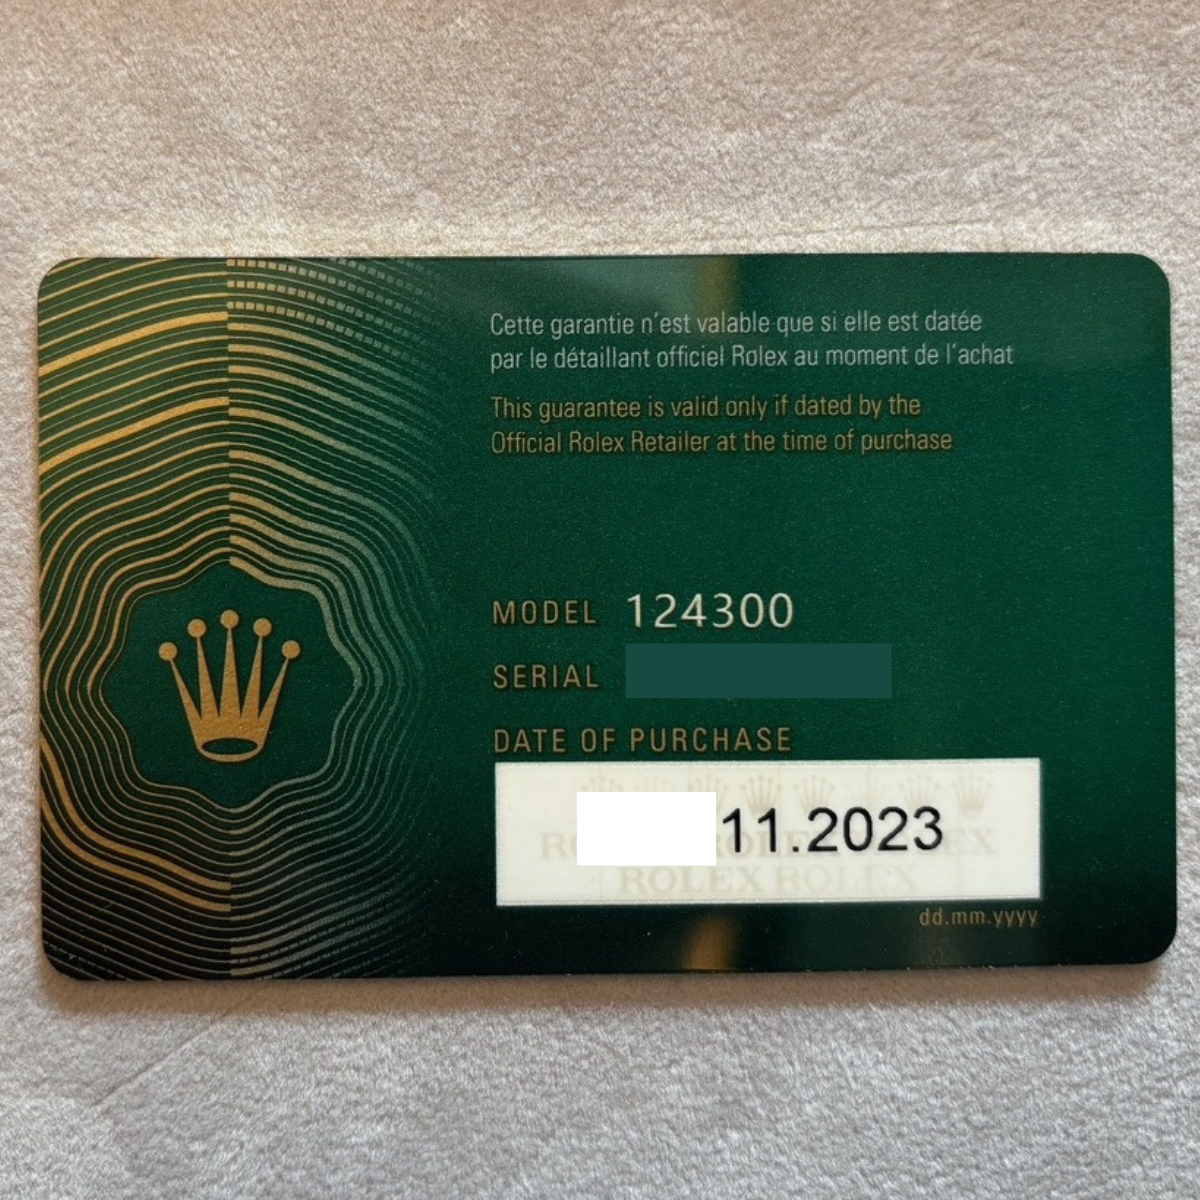 Cette garantie n'est valable que si elle est datée
par le détaillant officiel Rolex au moment de l'achat
This guarantee is valid only if dated by the
Official Rolex Retailer at the time of purchase
MODEL 124300
SERIAL
DATE OF PURCHASE
11.2023
ROLEX ROLEX
dd.mm.yyyy